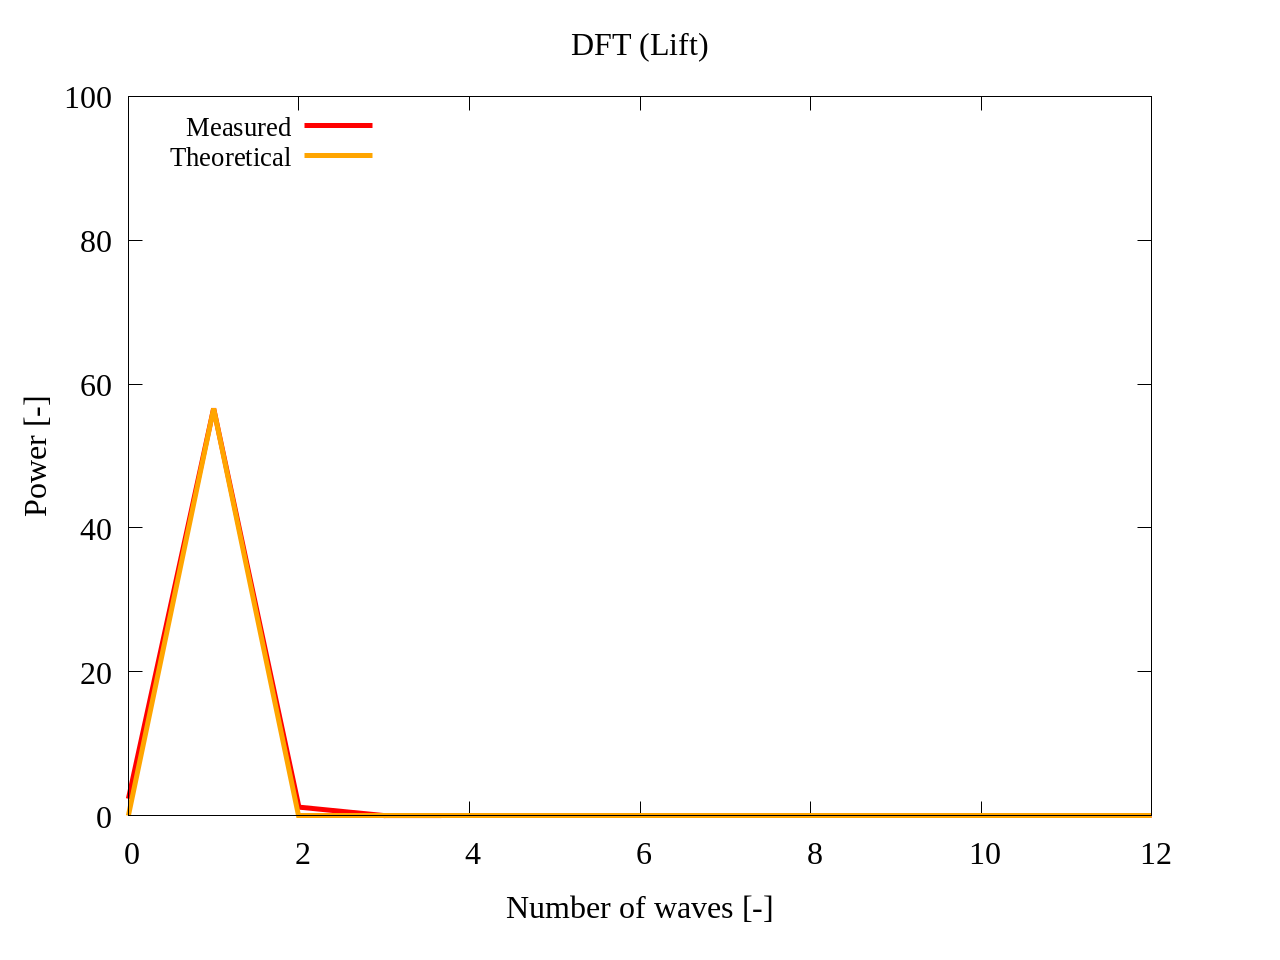 DFT (Lift)
100
80
60
40
20
0
Measured
Theoretical
Power [-]
0 2 4 6 8 10 12
Number of waves [-]